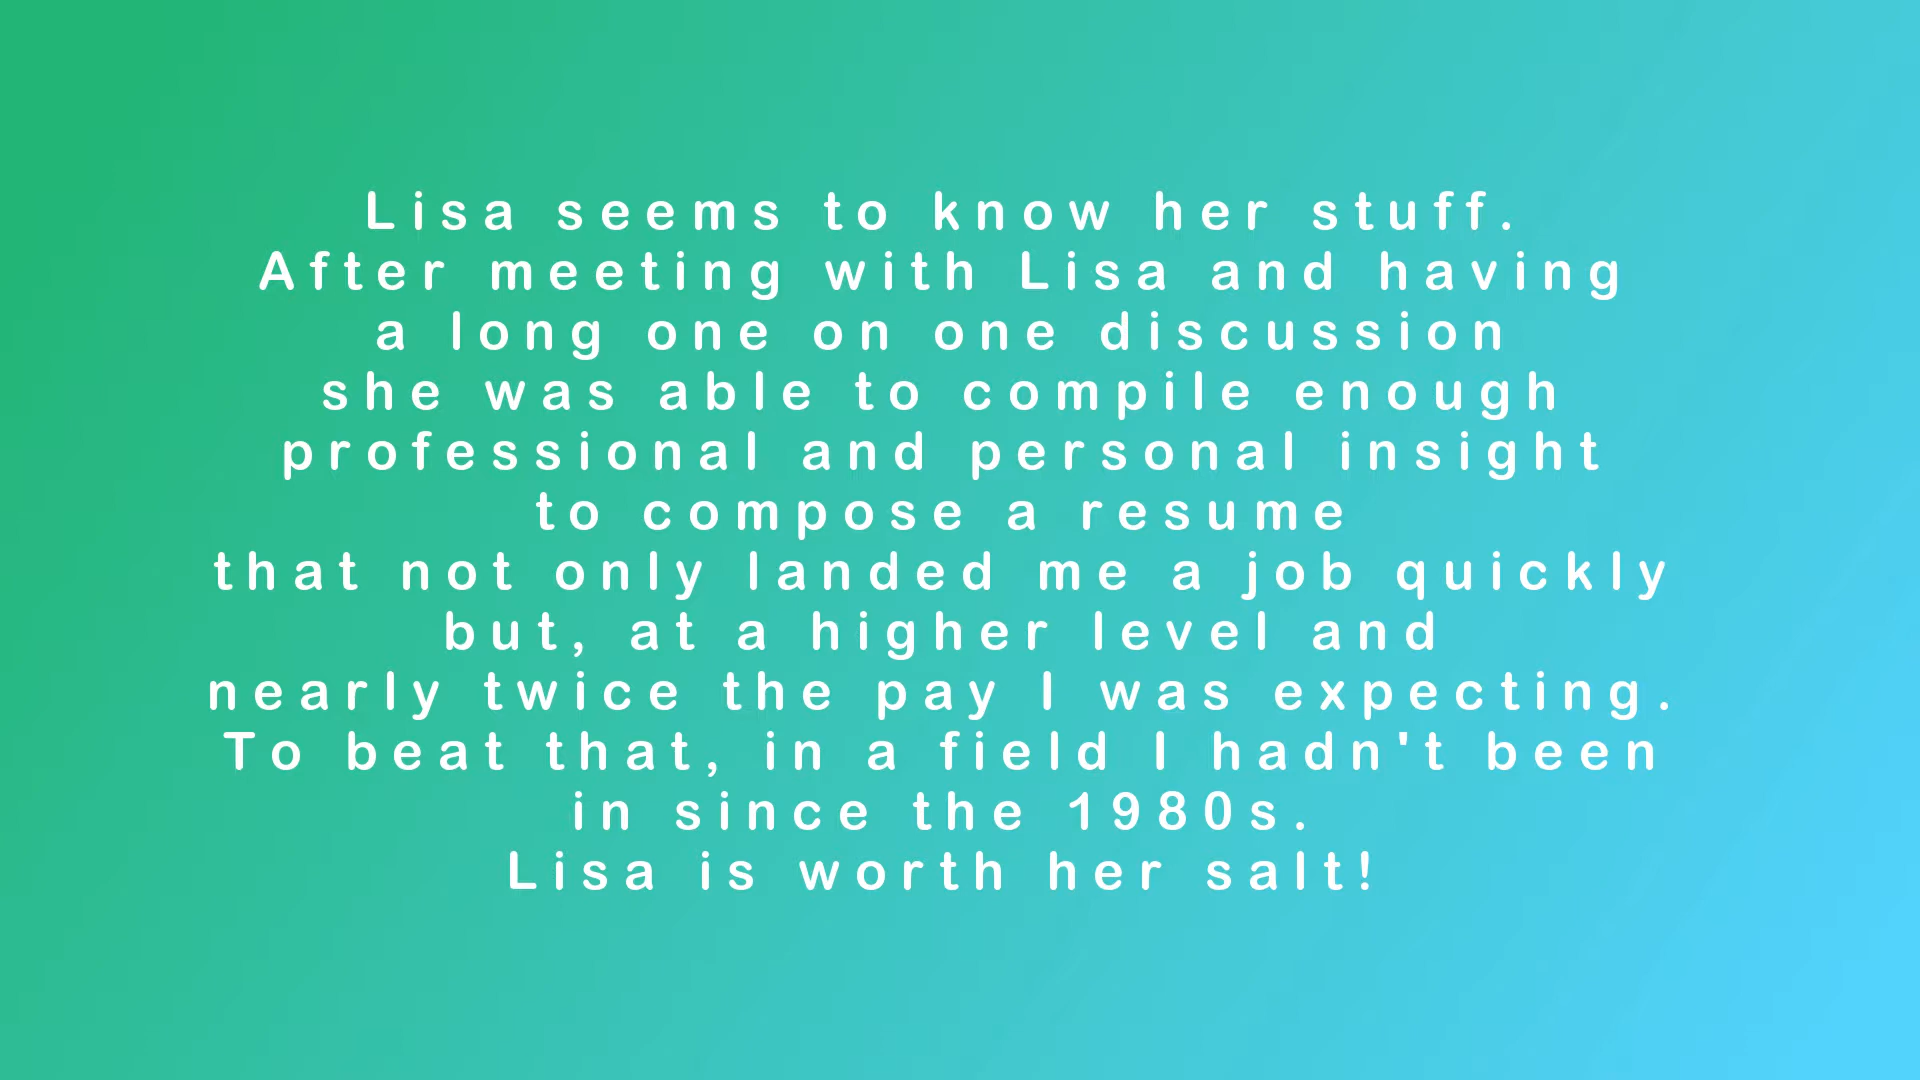 Lisa seems to know her stuff.
After meeting with Lisa and having
a long one on one discussion
she was able to compile enough
professional and personal insight
to compose a resume
that not only landed me a job quickly
but, at a higher level and
nearly twice the pay I was expecting.
To beat that, in a field I hadn't been
in since the 1980s.
Lisa is worth her salt!